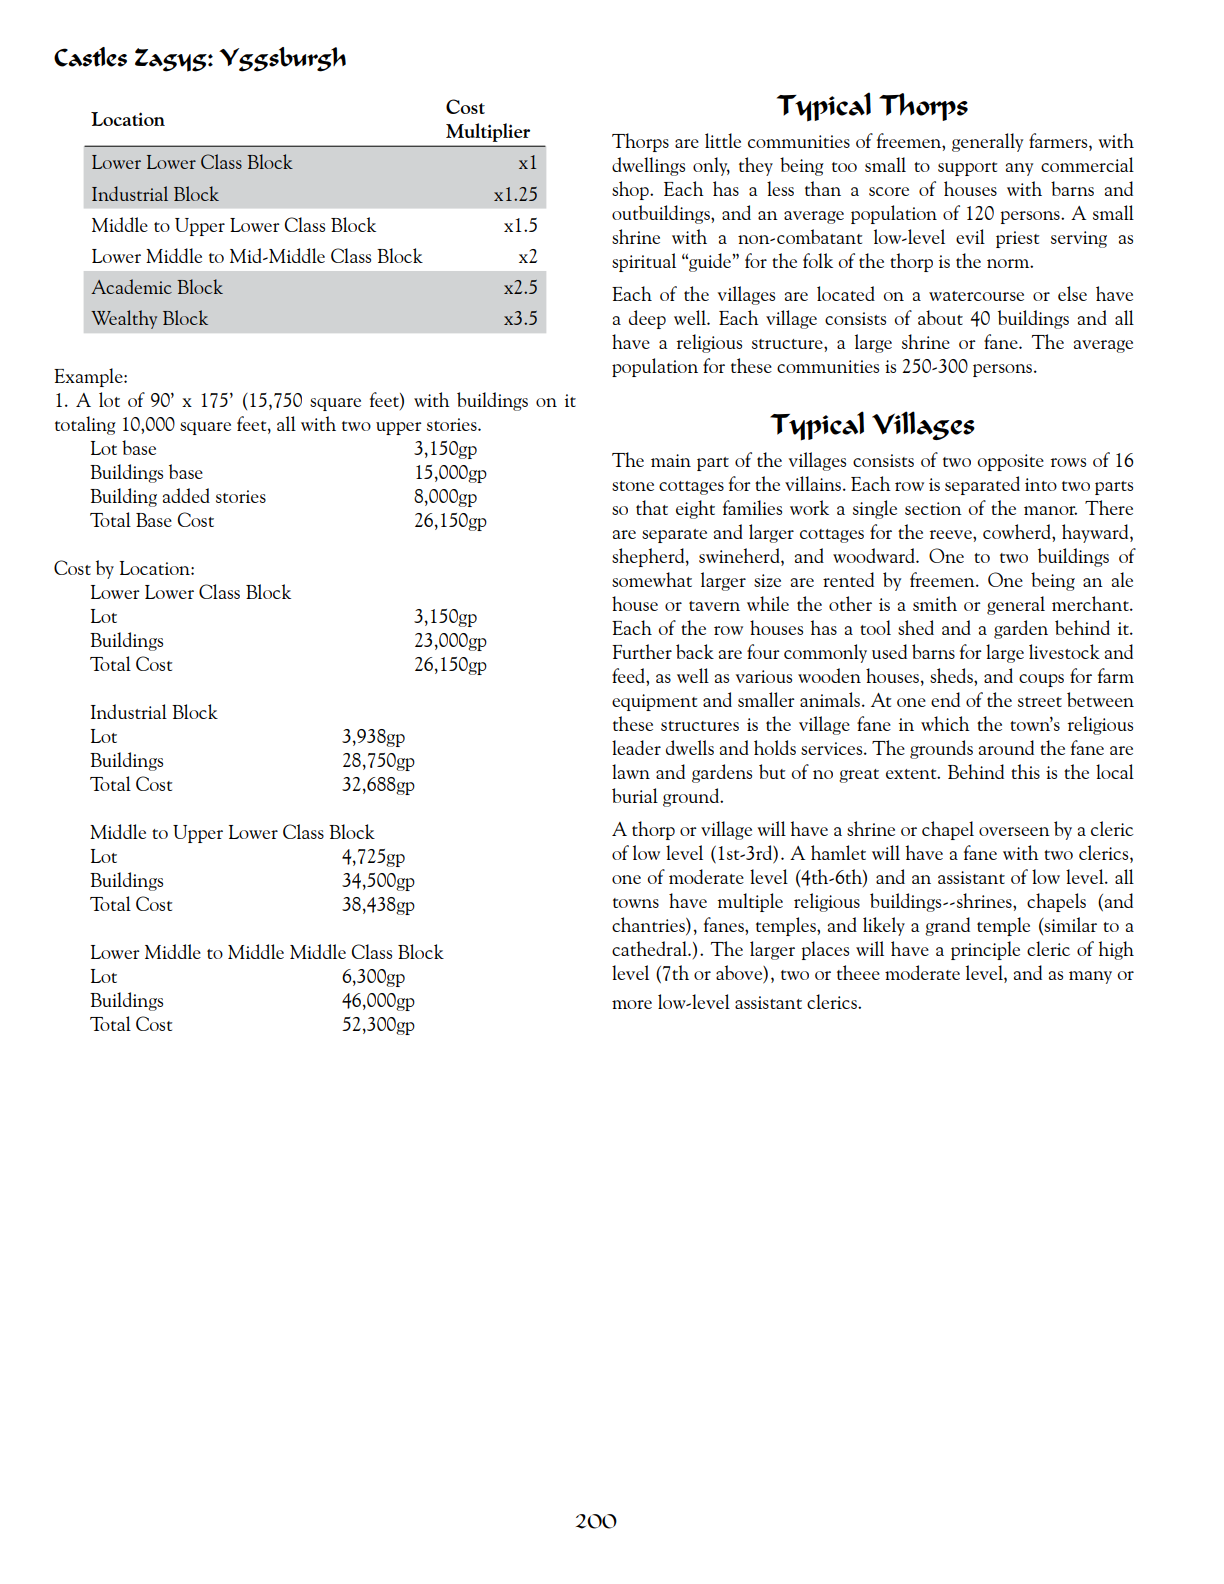 Castles Zagyg: Yggsburgh
Location
Cost
Multiplier
Lower Lower Class Block x1
Industrial Block x1.25
Middle to Upper Lower Class Block x1.5
Lower Middle to Mid-Middle Class Block x2
Academic Block x2.5
Wealthy Block x3.5
Example:
1. A lot of 90’ x 175’ (15,750 square feet) with buildings on it
totaling 10,000 square feet, all with two upper stories.
Lot base 3,150gp
Buildings base 15,000gp
Building added stories 8,000gp
Total Base Cost 26,150gp
Cost by Location:
Lower Lower Class Block
Lot 3,150gp
Buildings 23,000gp
Total Cost 26,150gp
Industrial Block
Lot 3,938gp
Buildings 28,750gp
Total Cost 32,688gp
Middle to Upper Lower Class Block
Lot 4,725gp
Buildings 34,500gp
Total Cost 38,438gp
Lower Middle to Middle Middle Class Block
Lot 6,300gp
Buildings 46,000gp
Total Cost 52,300gp
Typical Thorps
Thorps are little communities of freemen, generally farmers, with
dwellings only, they being too small to support any commercial
shop. Each has a less than a score of houses with barns and
outbuildings, and an average population of 120 persons. A small
shrine with a non-combatant low-level evil priest serving as
spiritual “guide” for the folk of the thorp is the norm.
Each of the villages are located on a watercourse or else have
a deep well. Each village consists of about 40 buildings and all
have a religious structure, a large shrine or fane. The average
population for these communities is 250-300 persons.
Typical Villages
The main part of the villages consists of two opposite rows of 16
stone cottages for the villains. Each row is separated into two parts
so that eight families work a single section of the manor. There
are separate and larger cottages for the reeve, cowherd, hayward,
shepherd, swineherd, and woodward. One to two buildings of
somewhat larger size are rented by freemen. One being an ale
house or tavern while the other is a smith or general merchant.
Each of the row houses has a tool shed and a garden behind it.
Further back are four commonly used barns for large livestock and
feed, as well as various wooden houses, sheds, and coups for farm
equipment and smaller animals. At one end of the street between
these structures is the village fane in which the town’s religious
leader dwells and holds services. The grounds around the fane are
lawn and gardens but of no great extent. Behind this is the local
burial ground.
A thorp or village will have a shrine or chapel overseen by a cleric
of low level (1st-3rd). A hamlet will have a fane with two clerics,
one of moderate level (4th-6th) and an assistant of low level. all
towns have multiple religious buildings--shrines, chapels (and
chantries), fanes, temples, and likely a grand temple (similar to a
cathedral.). The larger places will have a principle cleric of high
level (7th or above), two or theee moderate level, and as many or
more low-level assistant clerics.
200